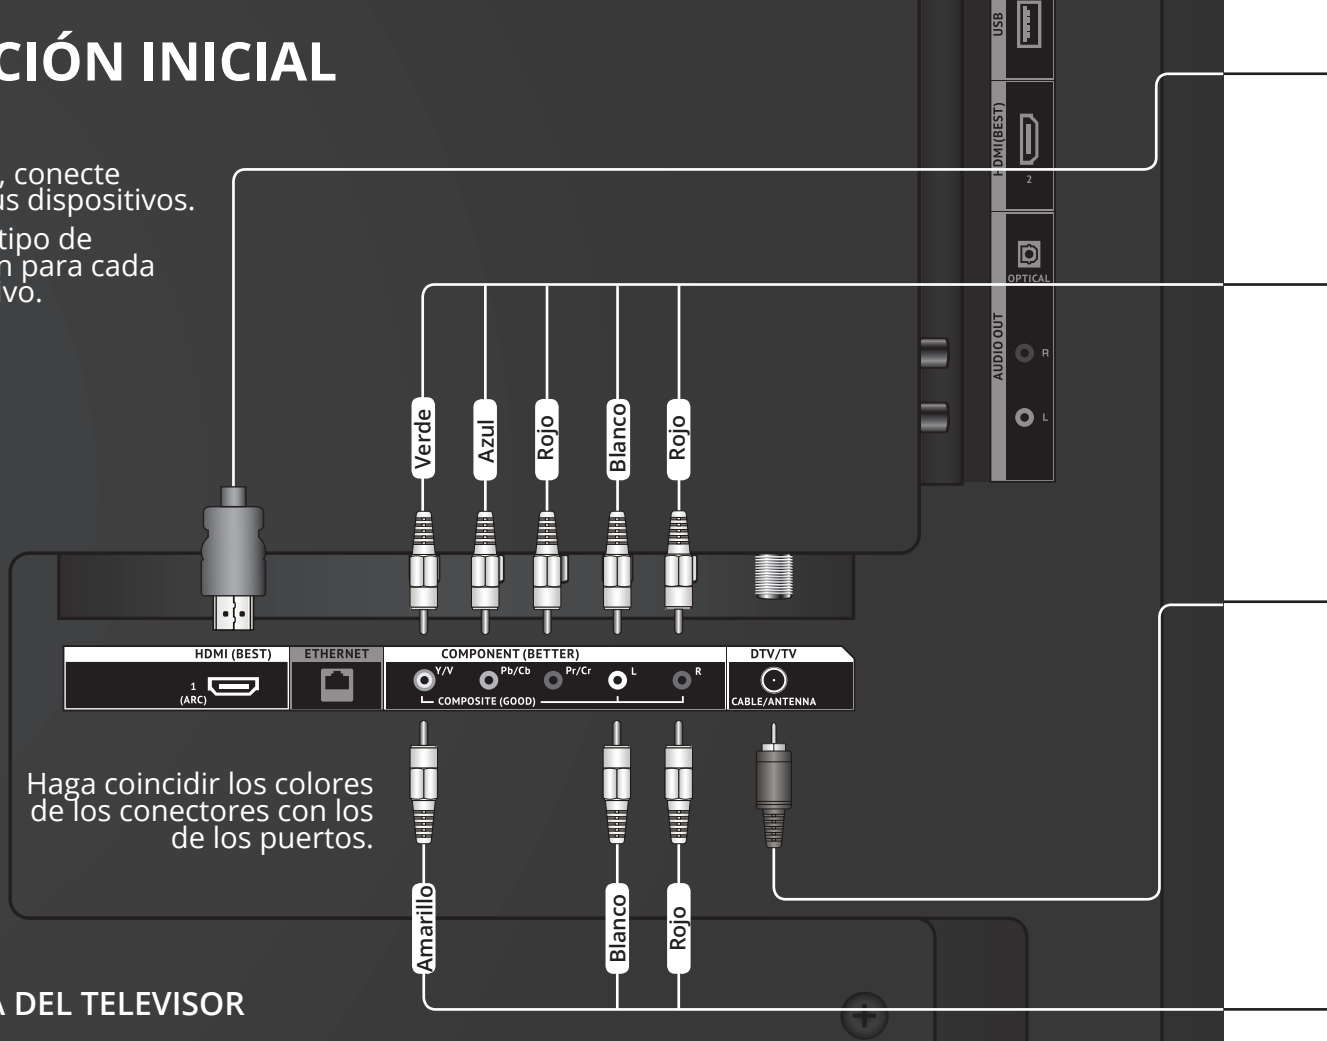 CIÓN INICIAL
, conecte
us dispositivos.
tipo de
n para cada
ivo.
USB
HDMI(BEST)
2
OPTICAL
AUDIO OUT
R
L
Verde
Azul
Rojo
Blanco
Rojo
HDMI (BEST)
ETHERNET
COMPONENT (BETTER)
DTV/TV
1
(ARC)
Y/V
Pb/Cb
Pr/Cr
L
R
COMPOSITE (GOOD)
CABLE/ANTENNA
Haga coincidir los colores
de los conectores con los
de los puertos.
Amarillo
Blanco
Rojo
A DEL TELEVISOR